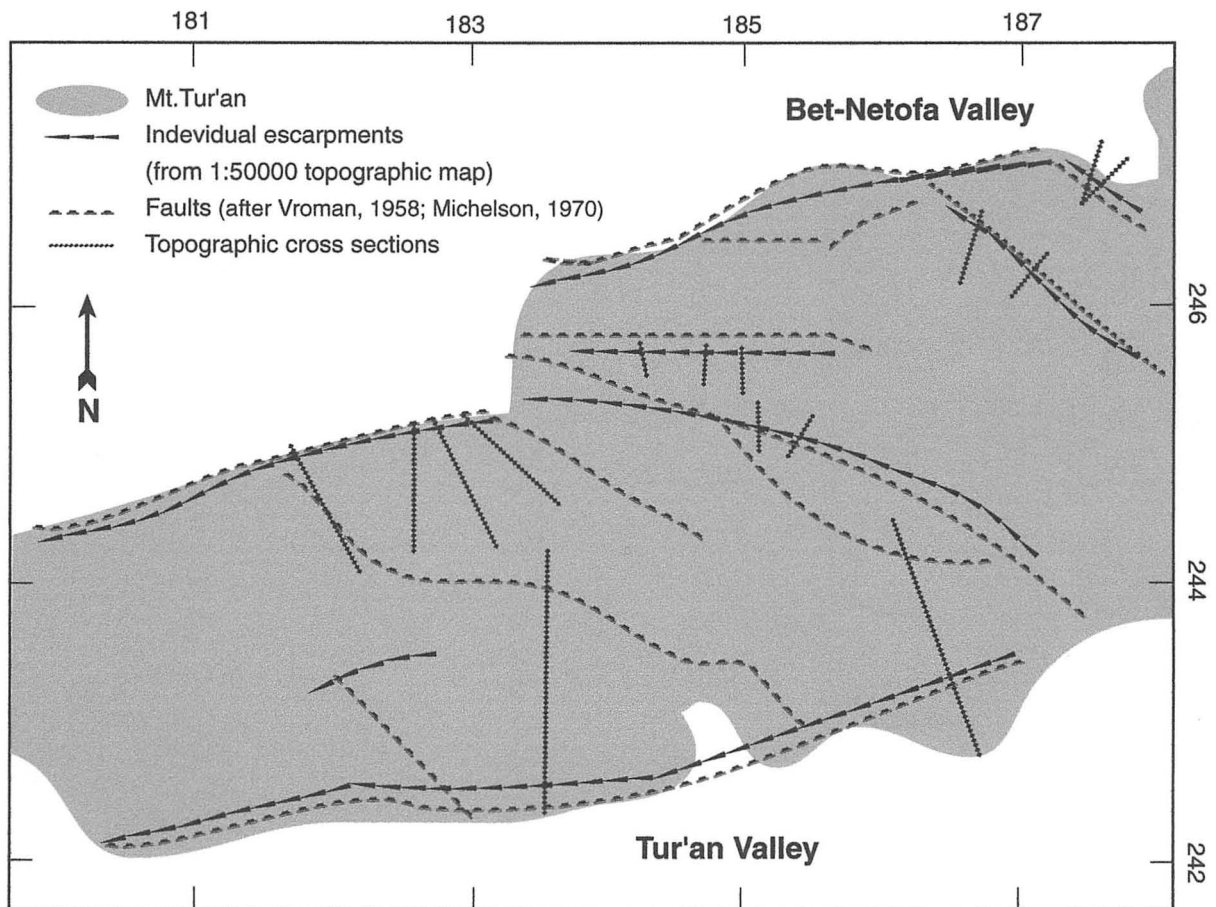 181 183 185 187
Mt.Tur'an
Indevidual escarpments
(from 1:50000 topographic map)
Faults (after Vroman, 1958; Michelson, 1970)
Topographic cross sections
Bet-Netofa Valley
N
246
244
Tur'an Valley
242